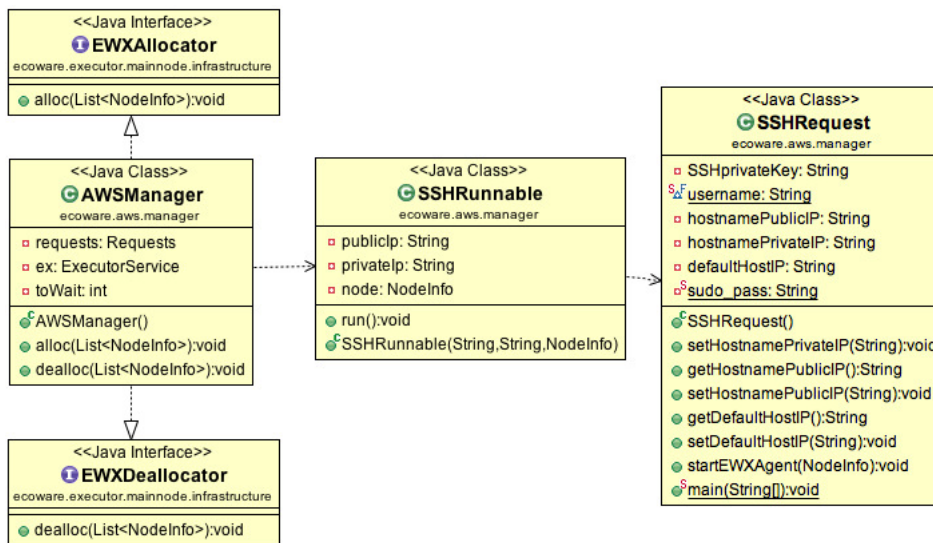 <<Java Interface>>
EWXAllocator
ecoware.executor.mainnode.infrastructure
alloc(List<NodeInfo>):void
<<Java Class>>
AWSManager
ecoware.aws.manager
requests: Requests
ex: ExecutorService
toWait: int
AWSManager()
alloc(List<NodeInfo>):void
dealloc(List<NodeInfo>):void
<<Java Interface>>
EWXDeallocator
ecoware.executor.mainnode.infrastructure
dealloc(List<NodeInfo>):void
<<Java Class>>
SSHRunnable
ecoware.aws.manager
publicIp: String
privateIp: String
node: NodeInfo
run():void
SSHRunnable(String,String,NodeInfo)
<<Java Class>>
SSHRequest
ecoware.aws.manager
SSHprivateKey: String
username: String
hostnamePublicIP: String
hostnamePrivateIP: String
defaultHostIP: String
sudo_pass: String
SSHRequest()
setHostnamePrivateIP(String):void
getHostnamePublicIP():String
setHostnamePublicIP(String):void
getDefaultHostIP():String
setDefaultHostIP(String):void
startEWXAgent(NodeInfo):void
main(String[]):void